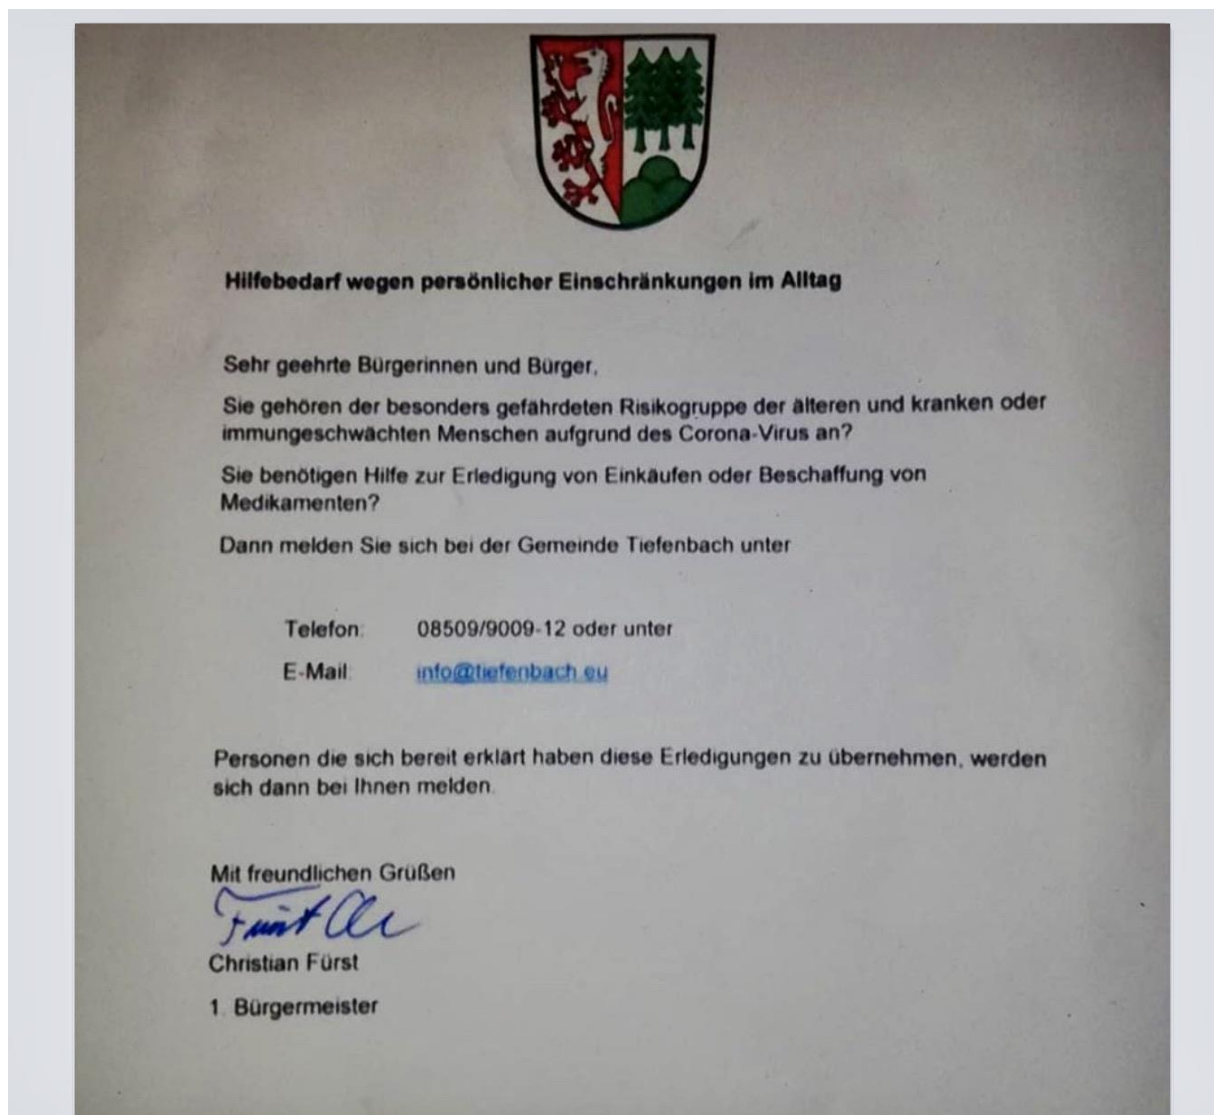 Hilfebedarf wegen persönlicher Einschränkungen im Alltag
Sehr geehrte Bürgerinnen und Bürger,
Sie gehören der besonders gefährdeten Risikogruppe der älteren und kranken oder
immungeschwächten Menschen aufgrund des Corona-Virus an?
Sie benötigen Hilfe zur Erledigung von Einkäufen oder Beschaffung von
Medikamenten?
Dann melden Sie sich bei der Gemeinde Tiefenbach unter
Telefon: 08509/9009-12 oder unter
E-Mail: info@tiefenbach.eu
Personen die sich bereit erklärt haben diese Erledigungen zu übernehmen, werden
sich dann bei Ihnen melden.
Mit freundlichen Grüßen
Christian Fürst
1. Bürgermeister